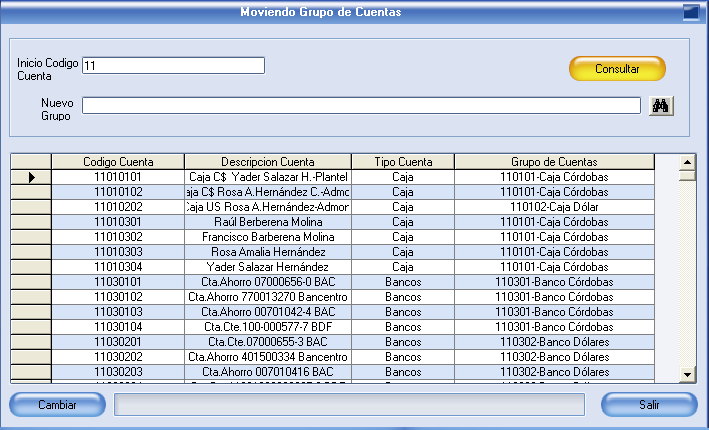 Moviendo Grupo de Cuentas
Inicio Codigo Cuenta 11 Consultar
Nuevo Grupo
Codigo Cuenta Descripcion Cuenta Tipo Cuenta Grupo de Cuentas
11010101 Caja C$ Yader Salazar H.-Plantel Caja 110101-Caja Córdobas
11010102 aja C$ Rosa A.Hernández C.-Admo Caja 110101-Caja Córdobas
11010202 Caja US Rosa A.Hernández-Admor Caja 110102-Caja Dólar
11010301 Raúl Berberena Molina Caja 110101-Caja Córdobas
11010302 Francisco Barberena Molina Caja 110101-Caja Córdobas
11010303 Rosa Amalia Hernández Caja 110101-Caja Córdobas
11010304 Yader Salazar Hernández Caja 110101-Caja Córdobas
11030101 Cta.Ahorro 07000656-0 BAC Bancos 110301-Banco Córdobas
11030102 Cta.Ahorro 770013270 Bancentro Bancos 110301-Banco Córdobas
11030103 Cta.Ahorro 00701042-4 BAC Bancos 110301-Banco Córdobas
11030104 Cta.Cte.100-000577-7 BDF Bancos 110301-Banco Córdobas
11030201 Cta.Cte.07000655-3 BAC Bancos 110302-Banco Dólares
11030202 Cta.Ahorro 401500334 Bancentro Bancos 110302-Banco Dólares
11030203 Cta.Ahorro 007010416 BAC Bancos 110302-Banco Dólares
Cambiar Salir